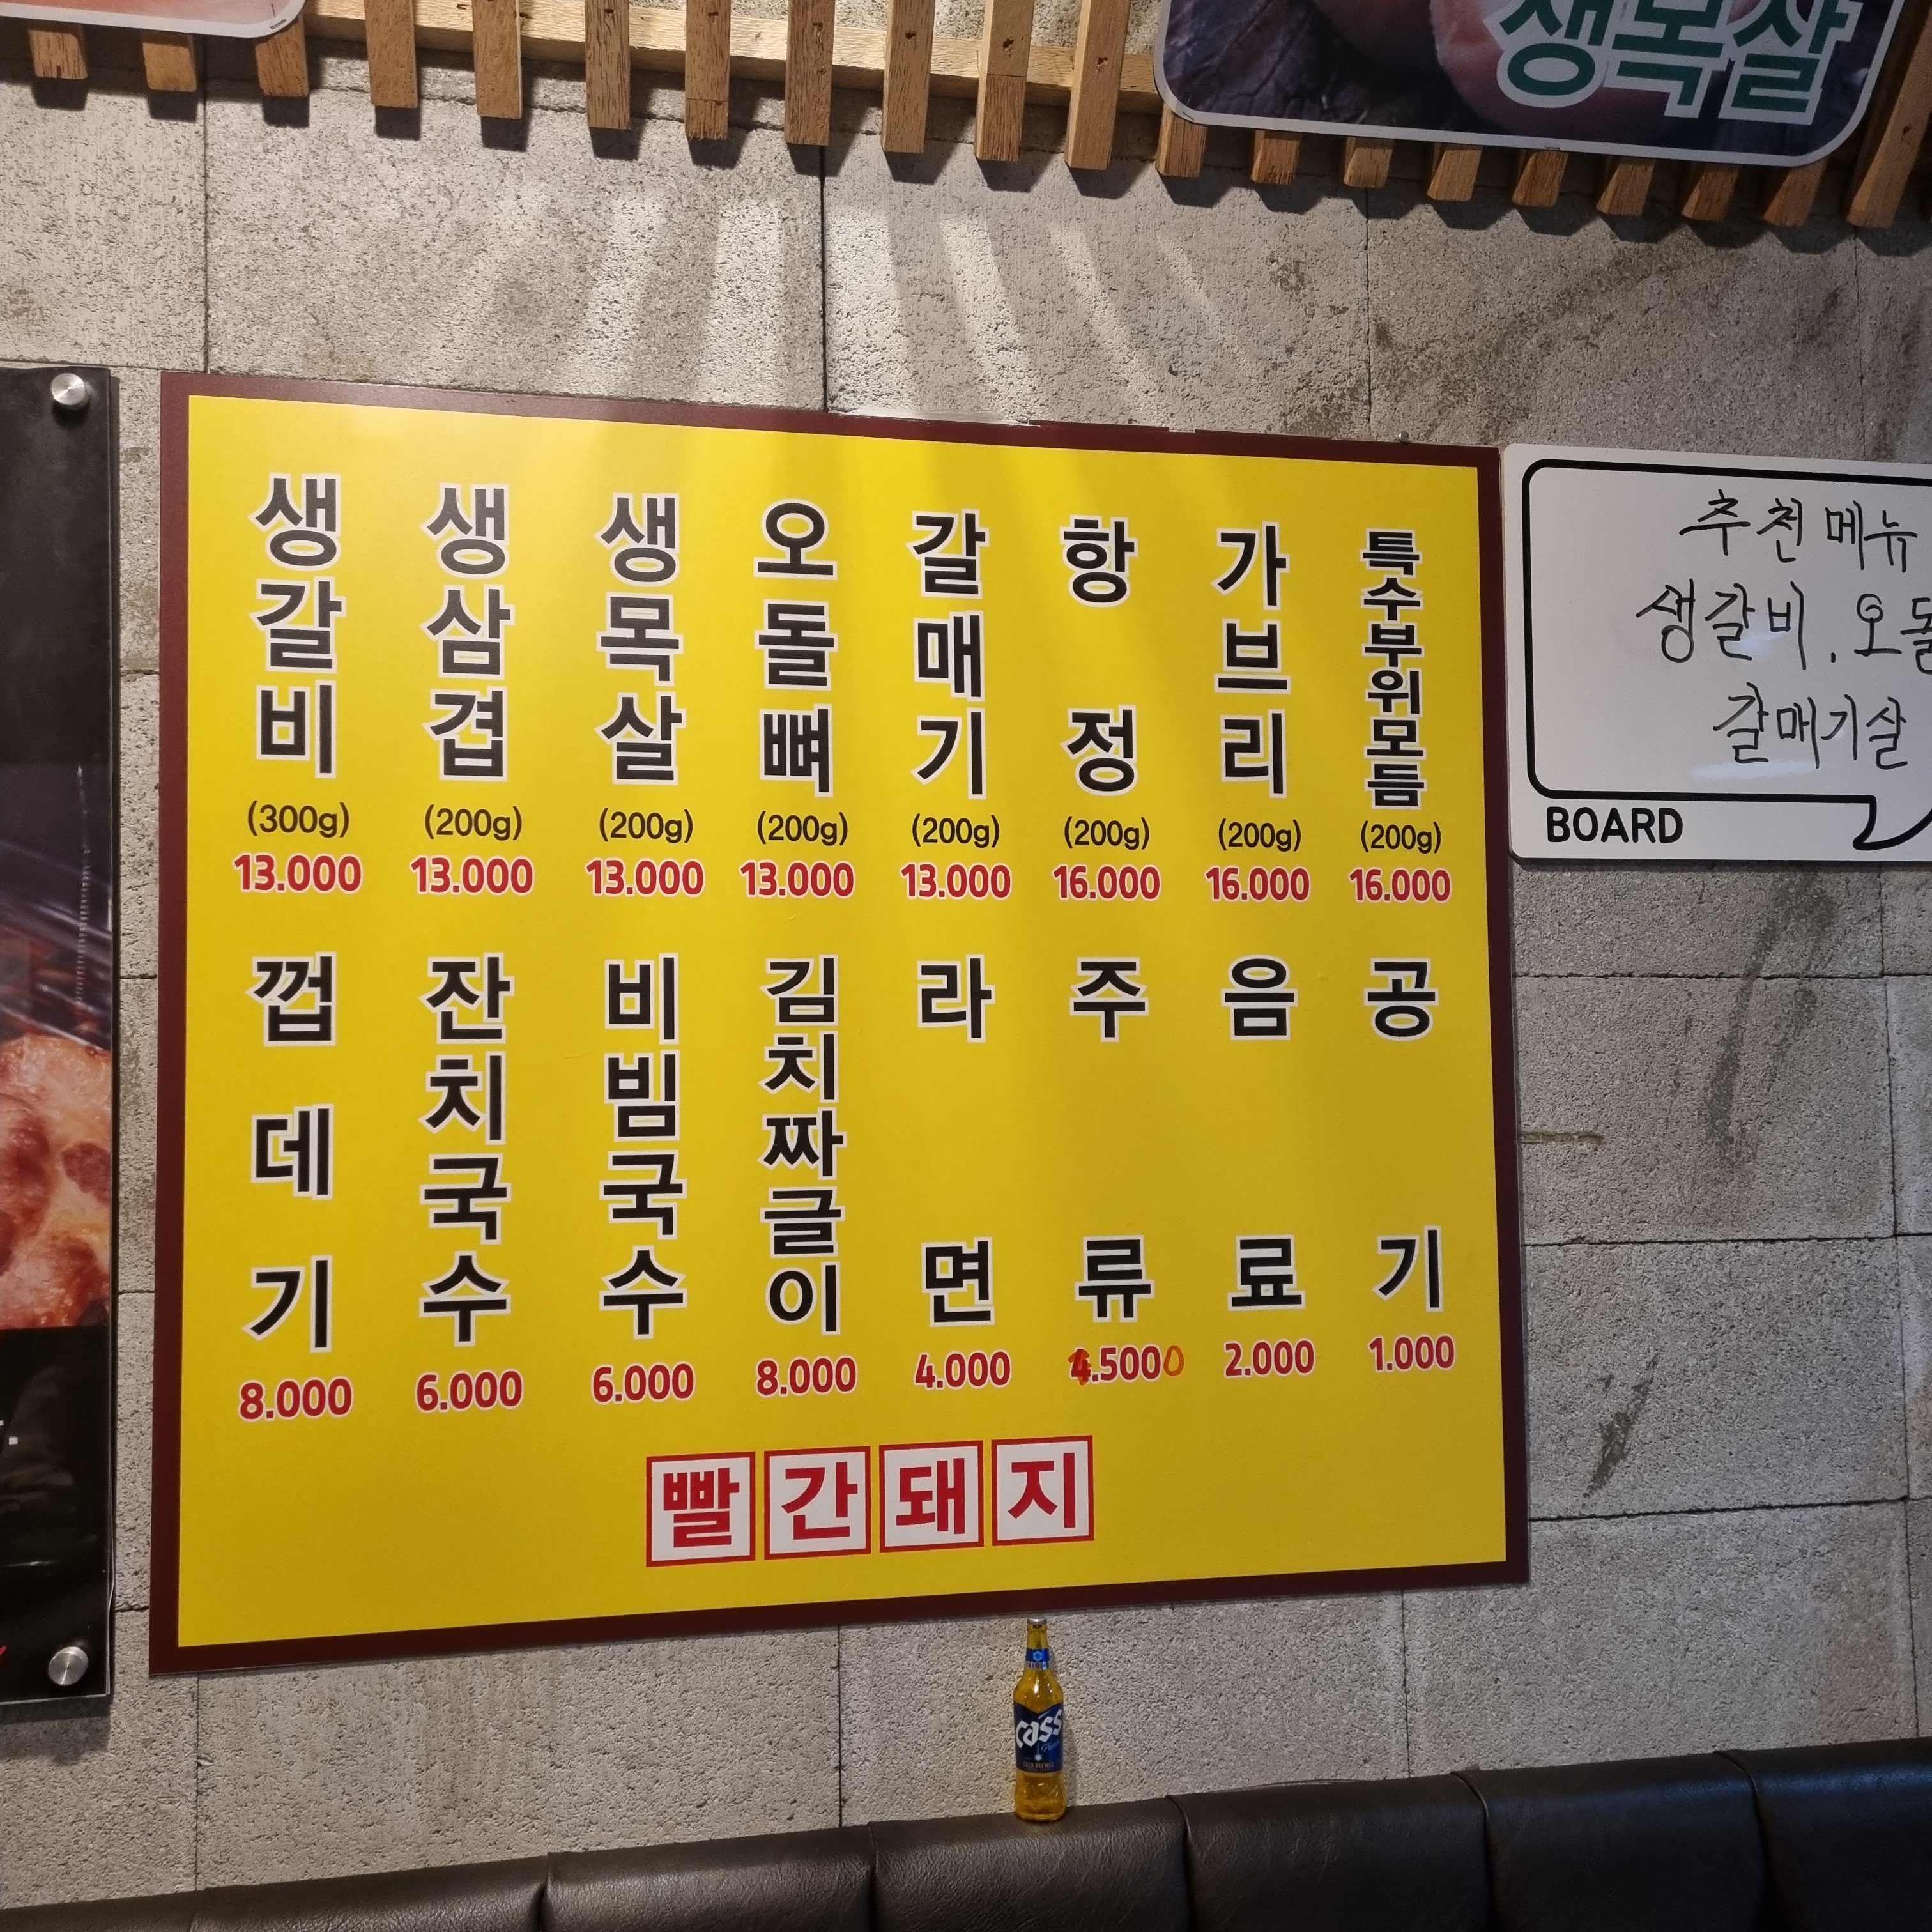 생목살
생갈비 (300g) 13.000
생삼겹 (200g) 13.000
생목살 (200g) 13.000
오돌뼈 (200g) 13.000
갈매기 (200g) 13.000
항정 (200g) 16.000
가브리 (200g) 16.000
특수부위모듬 (200g) 16.000
껍데기 8.000
잔치국수 6.000
비빔국수 6.000
김치짜글이 8.000
라면 4.000
주류 .5000
음료 2.000
공기 1.000
빨간돼지
추천메뉴
생갈비, 오돌
갈매기살
BOARD
Cass